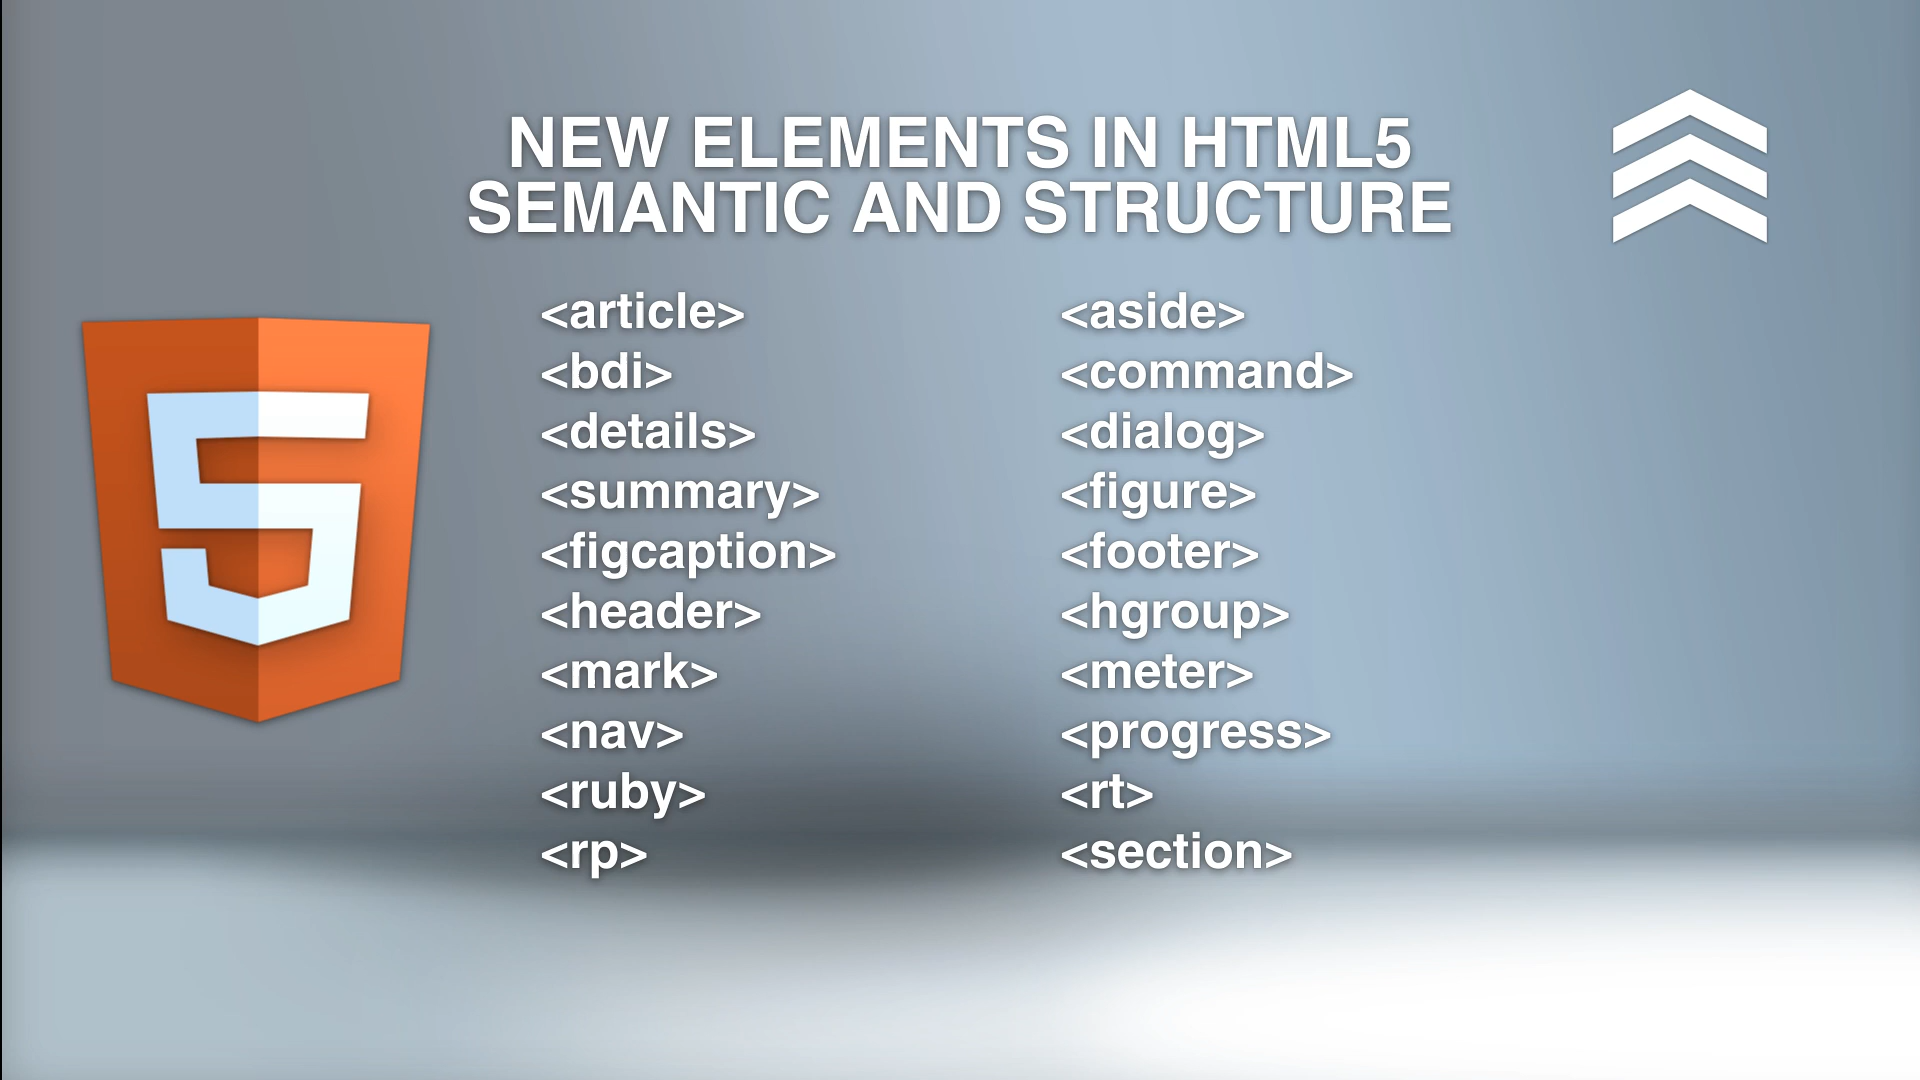 NEW ELEMENTS IN HTML5
SEMANTIC AND STRUCTURE
5
<article>
<bdi>
<details>
<summary>
<figcaption>
<header>
<mark>
<nav>
<ruby>
<rp>
<aside>
<command>
<dialog>
<figure>
<footer>
<hgroup>
<meter>
<progress>
<rt>
<section>